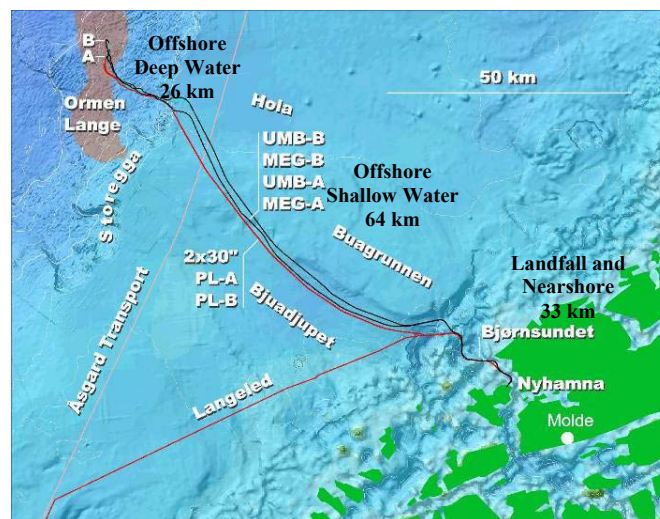 B
A
Offshore
Deep Water
26 km
Ormen
Lange
Hola
50 km
Storegga
UMB-B
MEG-B
UMB-A
MEG-A
Offshore
Shallow Water
64 km
Buagrunnen
2x30"
PL-A
PL-B
Bjuadjupet
Landfall and
Nearshore
33 km
Bjørnsundet
Åsgard Transport
Langeled
Nyhamna
Molde